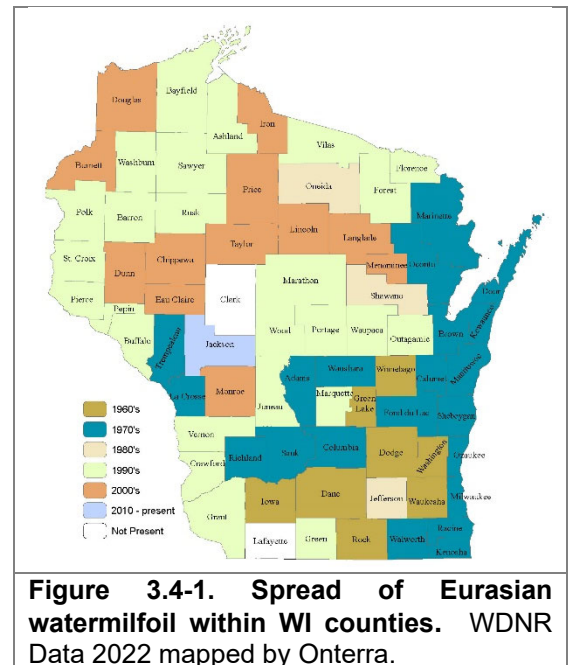 Bayfield
Douglas
Iron
Ashland
Vilas
Burnett
Washburn
Sawyer
Florence
Oneida
Forest
Price
Marinette
Polk
Barron
Rusk
Lincoln
Langlade
Taylor
Oconto
Chippewa
Menominee
St. Croix
Dunn
Marathon
Door
Clerk
Shawano
Pierce
Eau Claire
Pepin
Kewaunee
Wood
Portage
Waupaca
Outagamie
Brown
Buffalo
Trempealeau
Jackson
Manitowoc
Waushara
Winnebago
Calumet
Adams
La Crosse
Monroe
Marquette
Green
Lake
Juneau
Fond du Lac
Sheboygan
Vernon
Richland
Sauk
Columbia
Dodge
Washington
Ozaukee
Crawford
Dane
Iowa
Jefferson
Waukesha
Milwaukee
Grant
Racine
Lafayette
Green
Rock
Walworth
Kenosha
1960's
1970's
1980's
1990's
2000's
2010 - present
Not Present
Figure 3.4-1. Spread of Eurasian
watermilfoil within WI counties. WDNR
Data 2022 mapped by Onterra.